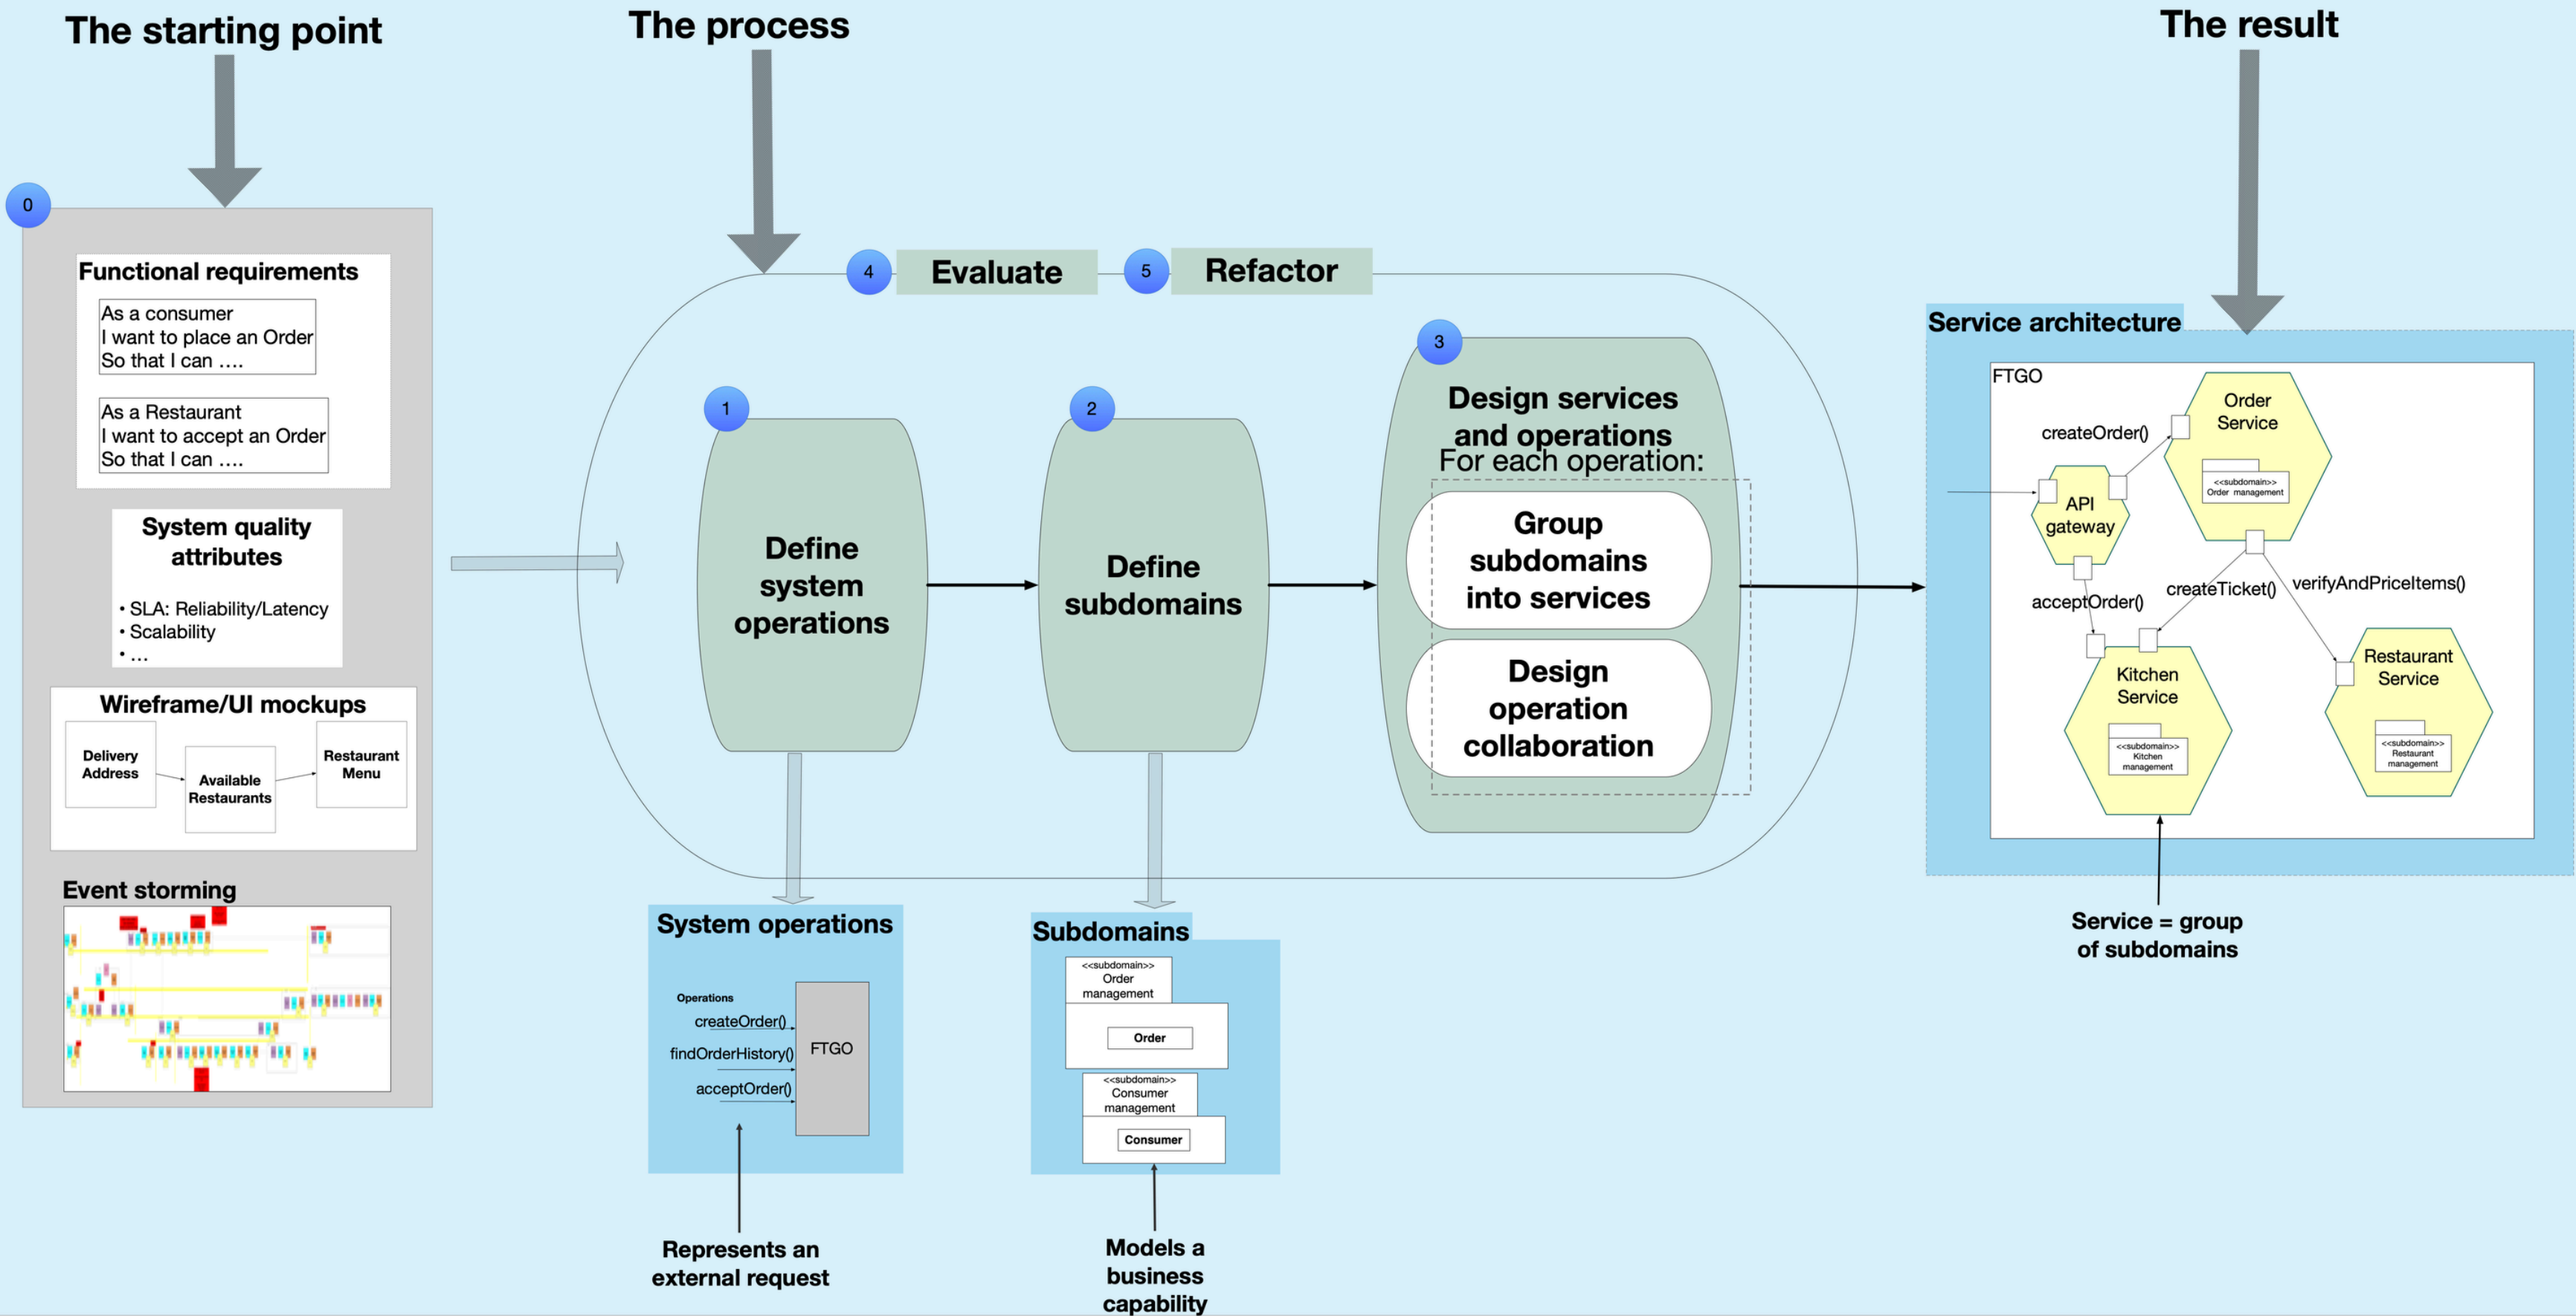 The starting point
The process
The result
0
Functional requirements
As a consumer
I want to place an Order
So that I can ....
As a Restaurant
I want to accept an Order
So that I can ....
System quality
attributes
• SLA: Reliability/Latency
• Scalability
• ...
Wireframe/UI mockups
Delivery
Address
Available
Restaurants
Restaurant
Menu
Event storming
4
Evaluate
5
Refactor
1
Define
system
operations
2
Define
subdomains
3
Design services
and operations
For each operation:
Group
subdomains
into services
Design
operation
collaboration
System operations
Operations
createOrder()
findOrderHistory()
acceptOrder()
FTGO
Represents an
external request
Subdomains
<<subdomain>>
Order
management
Order
<<subdomain>>
Consumer
management
Consumer
Models a
business
capability
Service architecture
FTGO
Order
Service
<<subdomain>>
Order management
createOrder()
API
gateway
acceptOrder()
createTicket()
verifyAndPriceItems()
Kitchen
Service
<<subdomain>>
Kitchen
management
Restaurant
Service
<<subdomain>>
Restaurant
management
Service = group
of subdomains